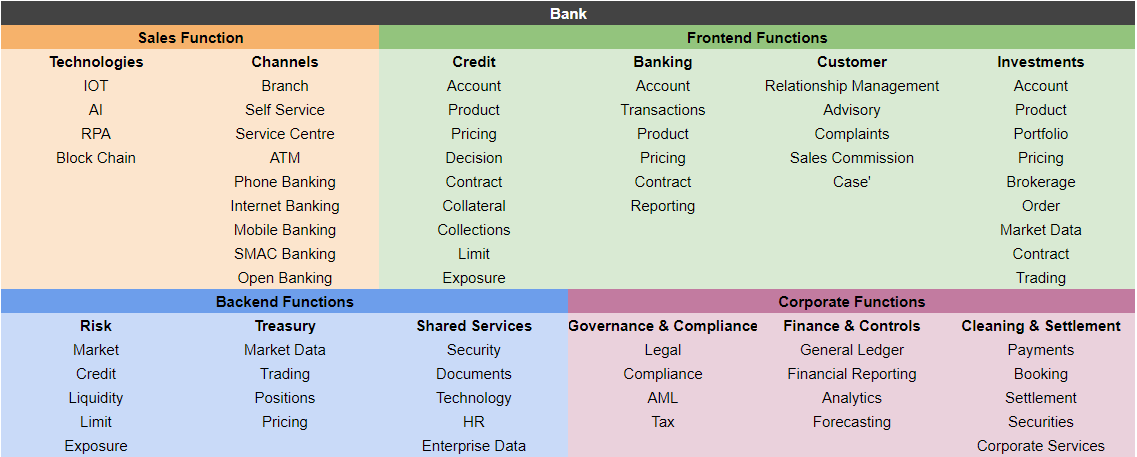 Bank
Sales Function Frontend Functions
Technologies Channels Credit Banking Customer Investments
IOT Branch Account Account Relationship Management Account
AI Self Service Product Transactions Advisory Product
RPA Service Centre Pricing Product Complaints Portfolio
Block Chain ATM Decision Pricing Sales Commission Pricing
Phone Banking Contract Contract Case' Brokerage
Internet Banking Collateral Reporting Order
Mobile Banking Collections Market Data
SMAC Banking Limit Contract
Open Banking Exposure Trading
Backend Functions Corporate Functions
Risk Treasury Shared Services Governance & Compliance Finance & Controls Cleaning & Settlement
Market Market Data Security Legal General Ledger Payments
Credit Trading Documents Compliance Financial Reporting Booking
Liquidity Positions Technology AML Analytics Settlement
Limit Pricing HR Tax Forecasting Securities
Exposure Enterprise Data Corporate Services